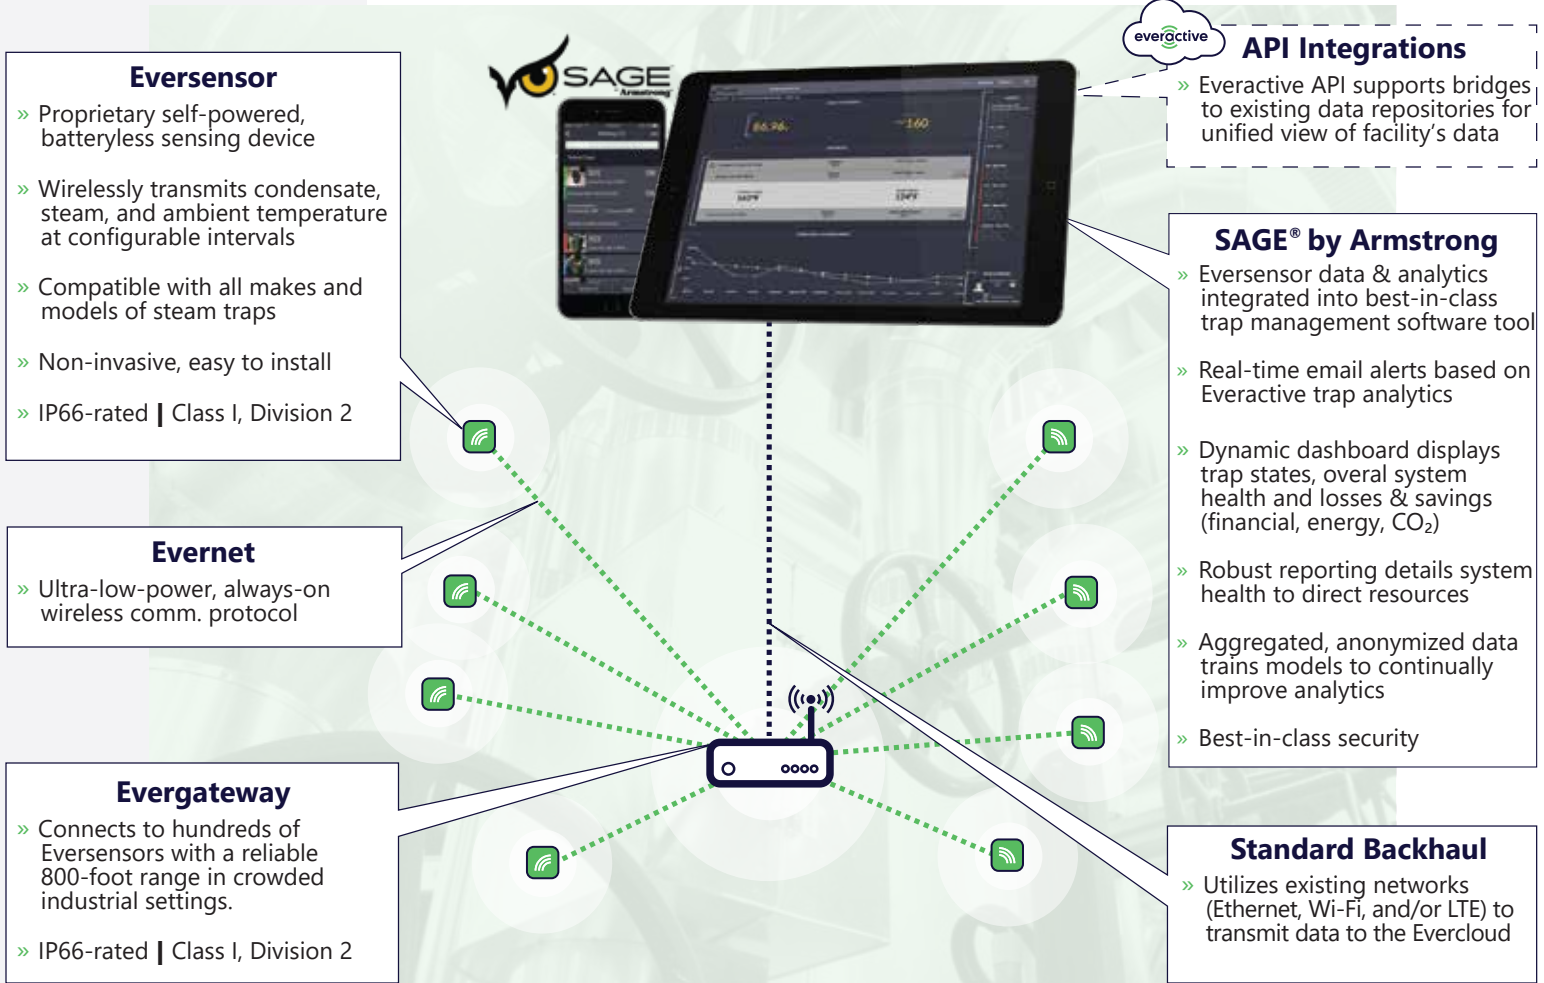 Eversensor
» Proprietary self-powered,
batteryless sensing device
» Wirelessly transmits condensate,
steam, and ambient temperature
at configurable intervals
» Compatible with all makes and
models of steam traps
» Non-invasive, easy to install
» IP66-rated | Class I, Division 2
Evernet
» Ultra-low-power, always-on
wireless comm. protocol
Evergateway
» Connects to hundreds of
Eversensors with a reliable
800-foot range in crowded
industrial settings.
» IP66-rated | Class I, Division 2
SAGE™
by Armstrong
86.96
160
everactive
API Integrations
» Everactive API supports bridges
to existing data repositories for
unified view of facility's data
SAGE® by Armstrong
» Eversensor data & analytics
integrated into best-in-class
trap management software tool
» Real-time email alerts based on
Everactive trap analytics
» Dynamic dashboard displays
trap states, overal system
health and losses & savings
(financial, energy, CO₂)
» Robust reporting details system
health to direct resources
» Aggregated, anonymized data
trains models to continually
improve analytics
» Best-in-class security
Standard Backhaul
» Utilizes existing networks
(Ethernet, Wi-Fi, and/or LTE) to
transmit data to the Evercloud